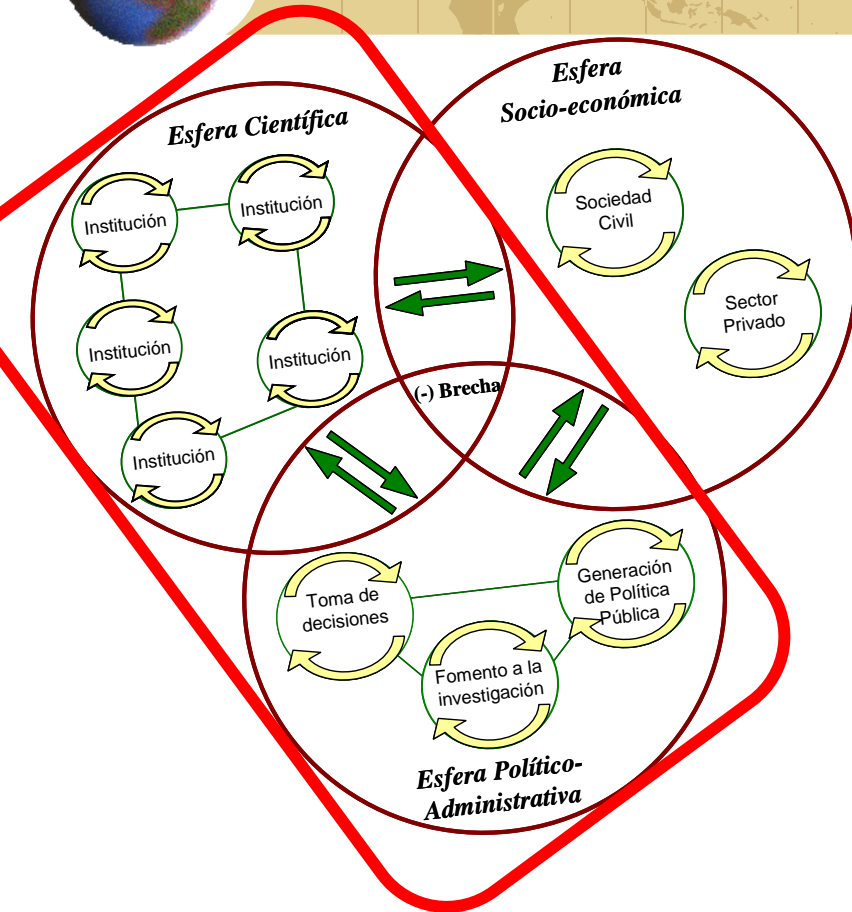 Esfera
Socio-económica
Esfera Científica
Institución
Institución
Sociedad
Civil
Sector
Privado
Institución
Institución
Institución
(-) Brecha
Toma de
decisiones
Generación
de Política
Pública
Fomento a la
investigación
Esfera Político-
Administrativa